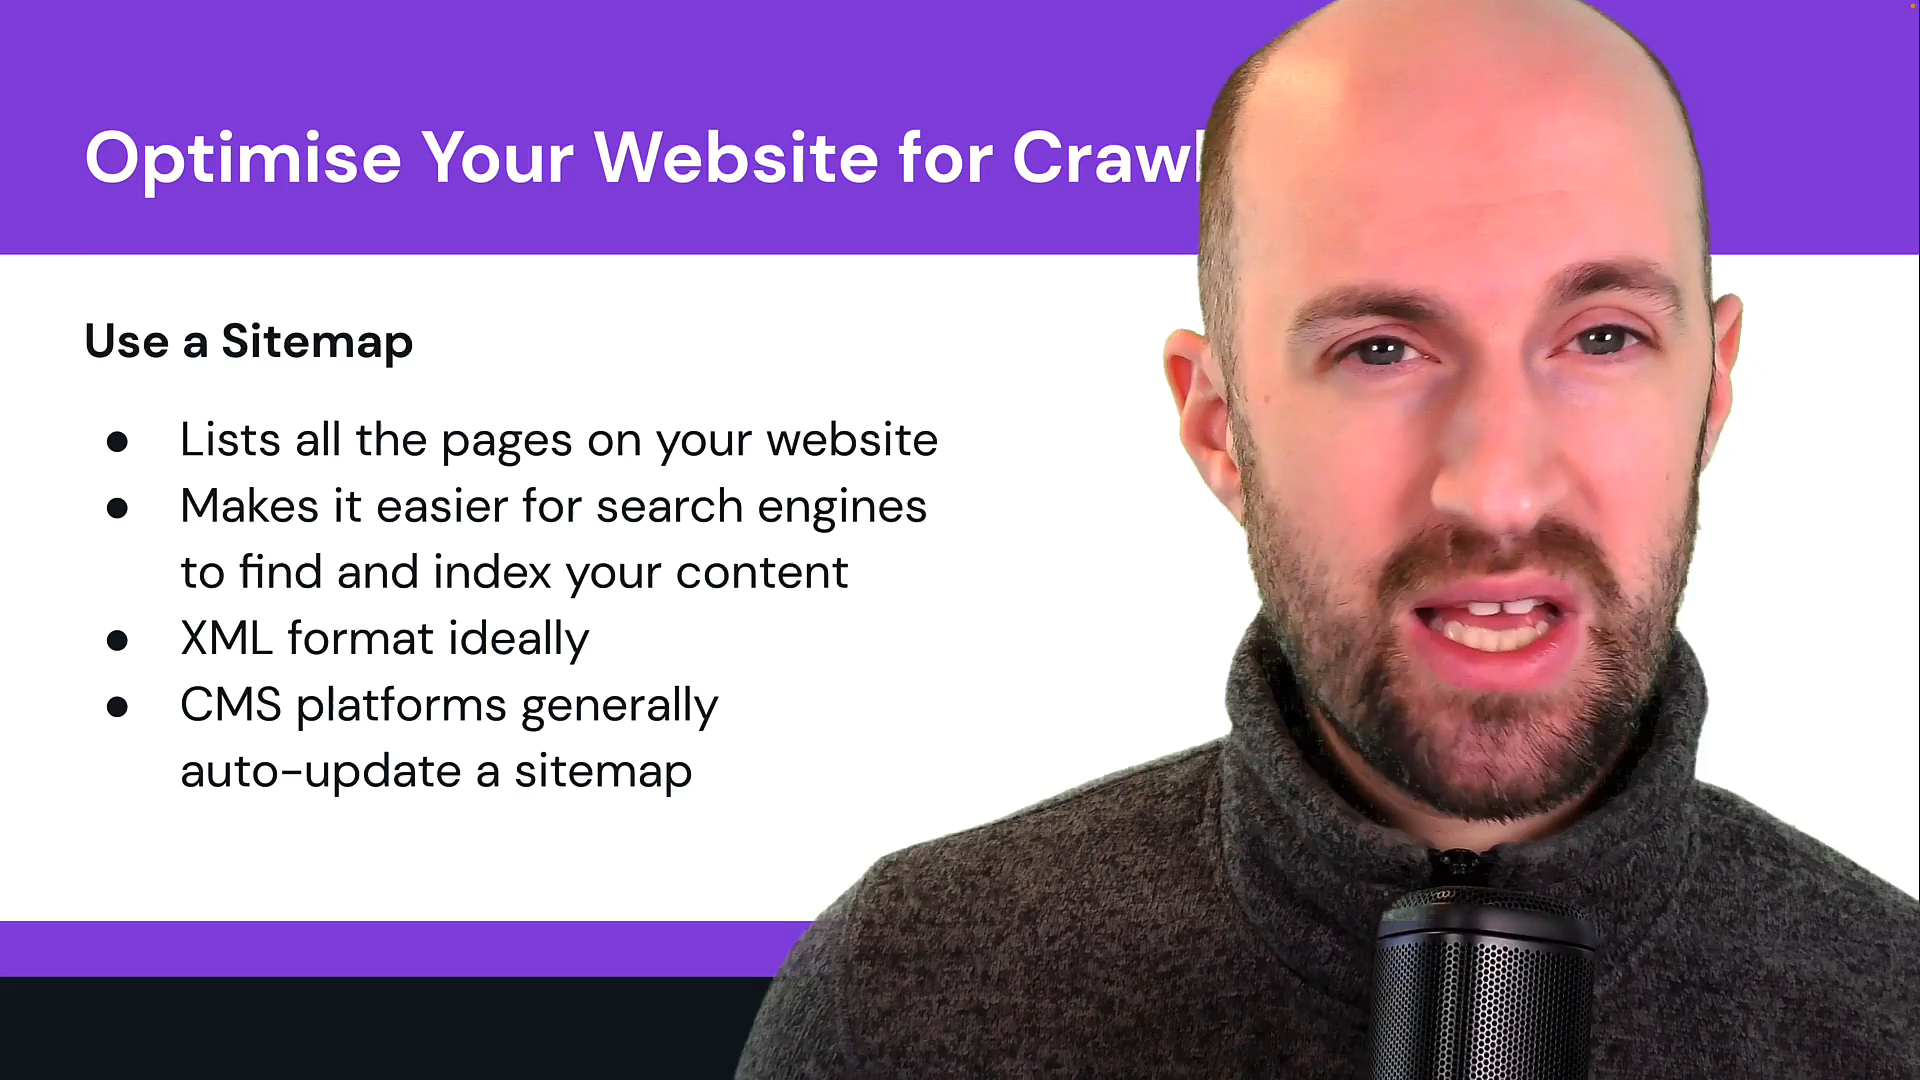 Optimise Your Website for Crawl
Use a Sitemap
● Lists all the pages on your website
● Makes it easier for search engines
to find and index your content
● XML format ideally
● CMS platforms generally
auto-update a sitemap